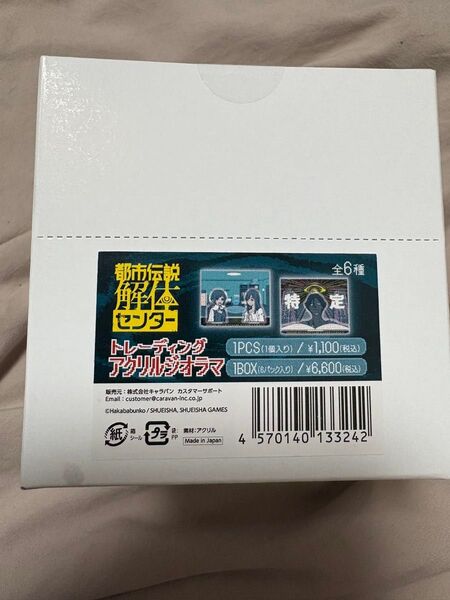 都市伝説
解体
センター
全6種
特定
トレーディング
アクリルジオラマ
1PCS(1個入り) / ¥1,100(税込)
1BOX(6パック入り) / ¥6,600(税込)
販売元:株式会社キャラバン カスタマーサポート
Email : customer@caravan-inc.co.jp
©Hakababunko / SHUEISHA, SHUEISHA GAMES
紙
箱
シール
プラ
袋:
PP
素材:アクリル
Made in Japan
4 570140 133242